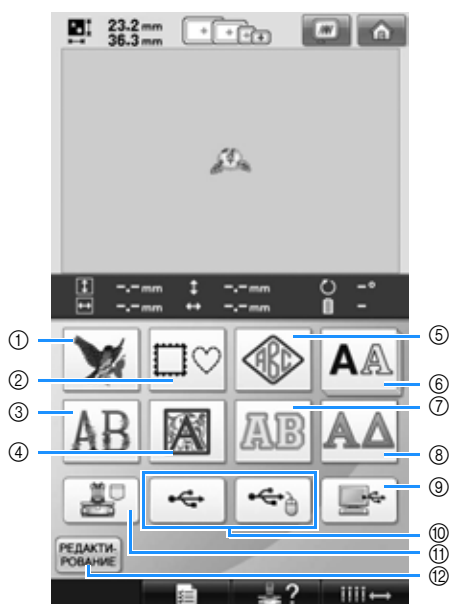 23.2 mm
36.3 mm
-.- mm -.- mm -°
-.- mm -.- mm -
① ⑤
ABC AA
② ⑥
③ ⑦
AB A AB AΔ
④ ⑧
⑨
⑩
⑪
РЕДАКТИ-
РОВАНИЕ
⑫
?